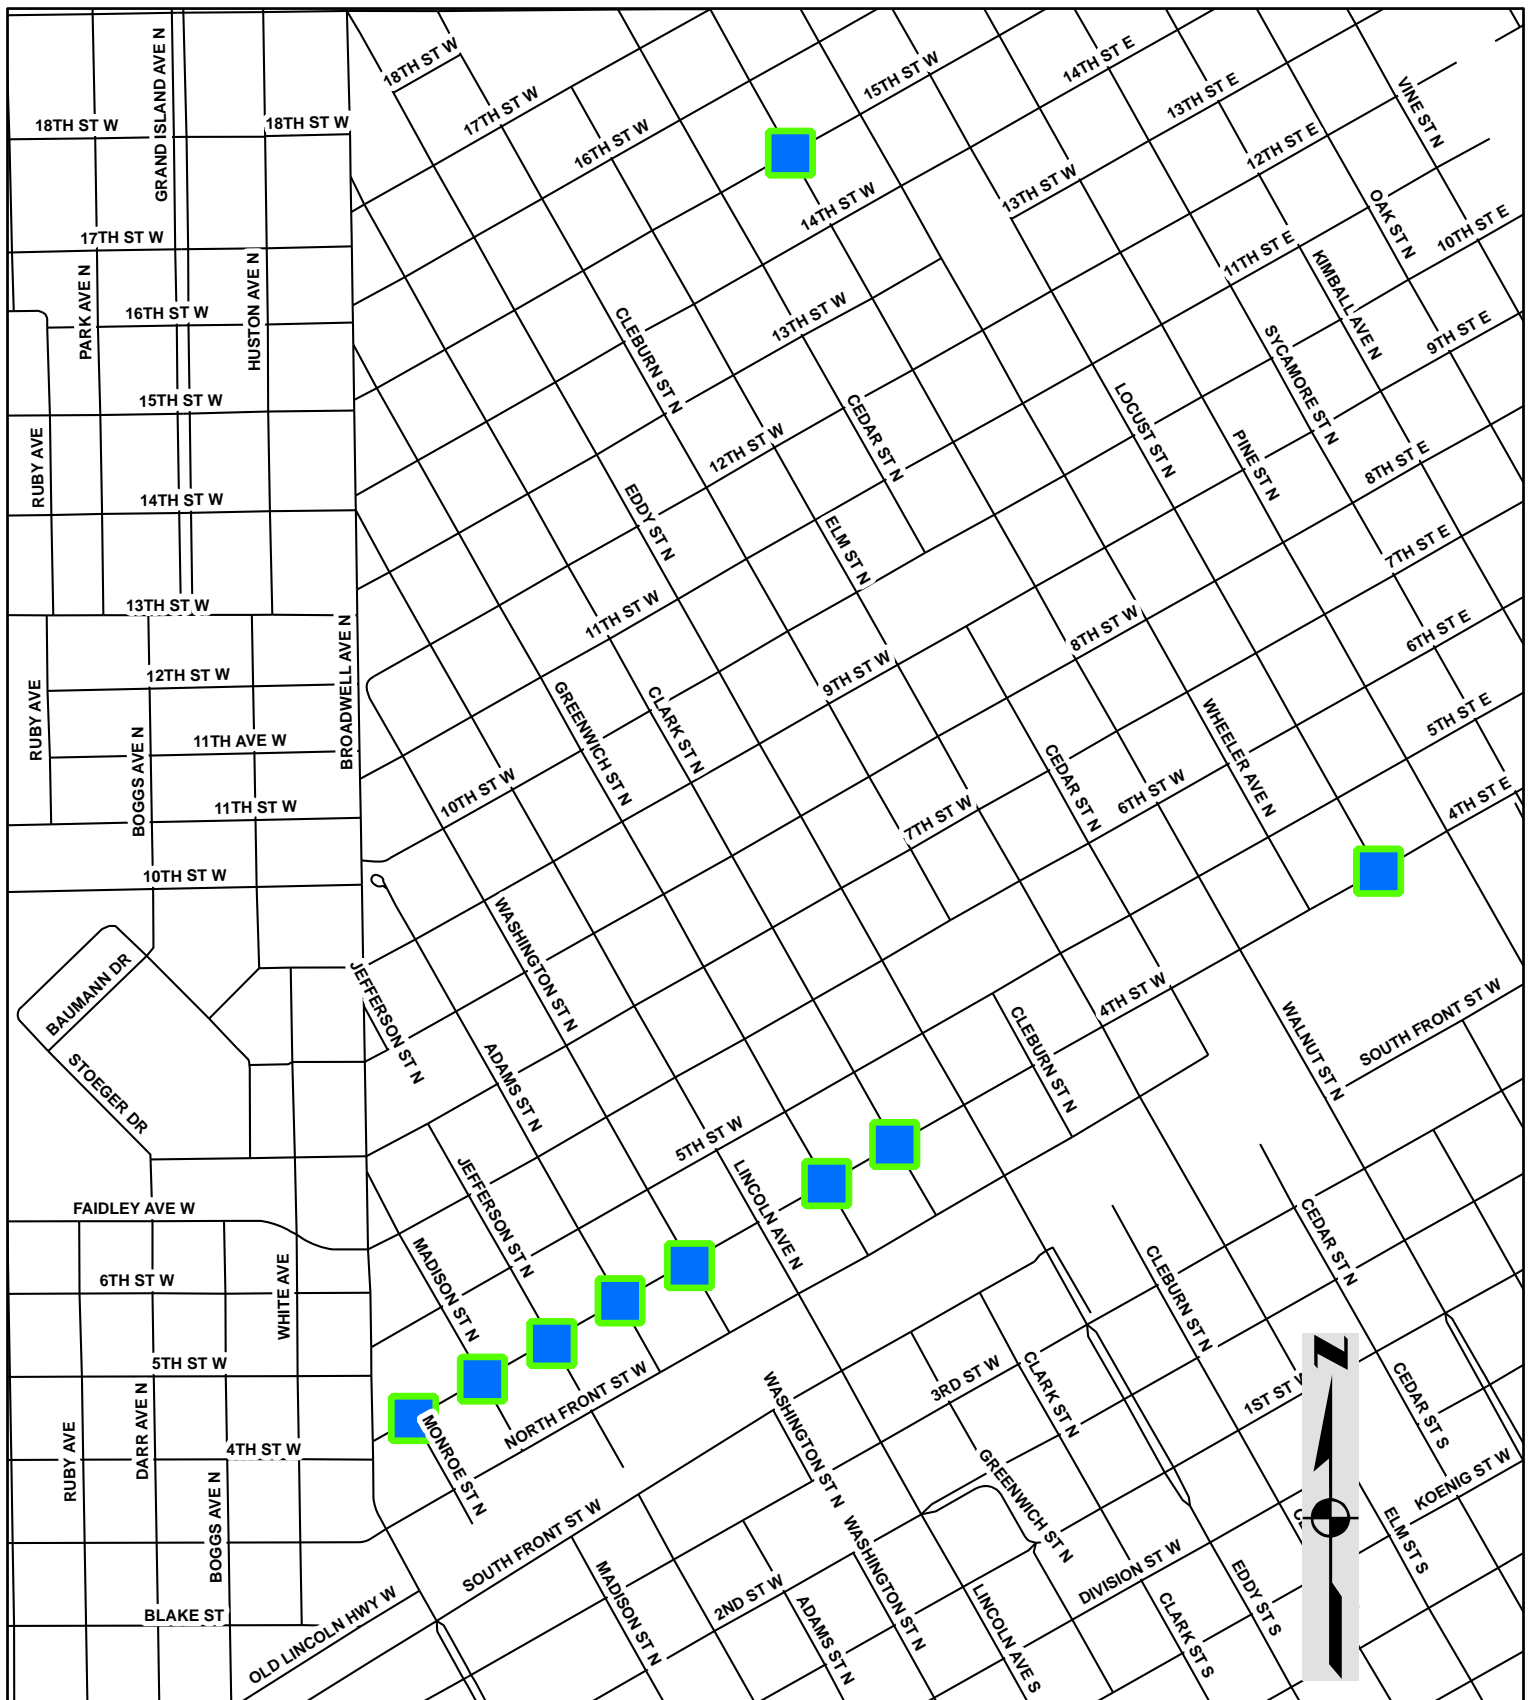 18TH ST W
GRAND ISLAND AVE N
17TH ST W
15TH ST W
14TH ST E
13TH ST E
VINE ST N
18TH ST W
18TH ST W
16TH ST W
12TH ST E
13TH ST W
14TH ST W
OAK ST N
10TH ST E
17TH ST W
11TH ST E
KIMBALL AVE N
PARK AVE N
HUSTON AVE N
16TH ST W
CLEBURN ST N
13TH ST W
9TH ST E
SYCAMORE ST N
15TH ST W
CEDAR ST N
LOCUST ST N
12TH ST W
PINE ST N
8TH ST E
RUBY AVE
14TH ST W
EDDY ST N
ELM ST N
7TH ST E
13TH ST W
11TH ST W
8TH ST W
6TH ST E
BROADWELL AVE N
12TH ST W
9TH ST W
RUBY AVE
GREENWICH ST N
CLARK ST N
WHEELER AVE N
5TH ST E
11TH AVE W
BOGGS AVE N
CEDAR ST N
10TH ST W
6TH ST W
7TH ST W
11TH ST W
4TH ST E
10TH ST W
WASHINGTON ST N
BAUMANN DR
JEFFERSON ST N
4TH ST W
CLEBURN ST N
WALNUT ST N
SOUTH FRONT ST W
STOEGER DR
ADAMS ST N
5TH ST W
JEFFERSON ST N
LINCOLN AVE N
FAIDLEY AVE W
CEDAR ST N
MADISON ST N
CLEBURN ST N
6TH ST W
WHITE AVE
5TH ST W
3RD ST W
CLARK ST N
NORTH FRONT ST W
WASHINGTON ST N
1ST ST W
CEDAR ST S
DARR AVE N
RUBY AVE
4TH ST W
MONROE ST N
GREENWICH ST N
KOENIG ST W
BOGGS AVE N
SOUTH FRONT ST W
WASHINGTON ST N
ELM ST S
DIVISION ST W
EDDY ST S
MADISON ST N
2ND ST W
ADAMS ST N
LINCOLN AVE S
CLARK ST S
BLAKE ST
OLD LINCOLN HWY W
Z